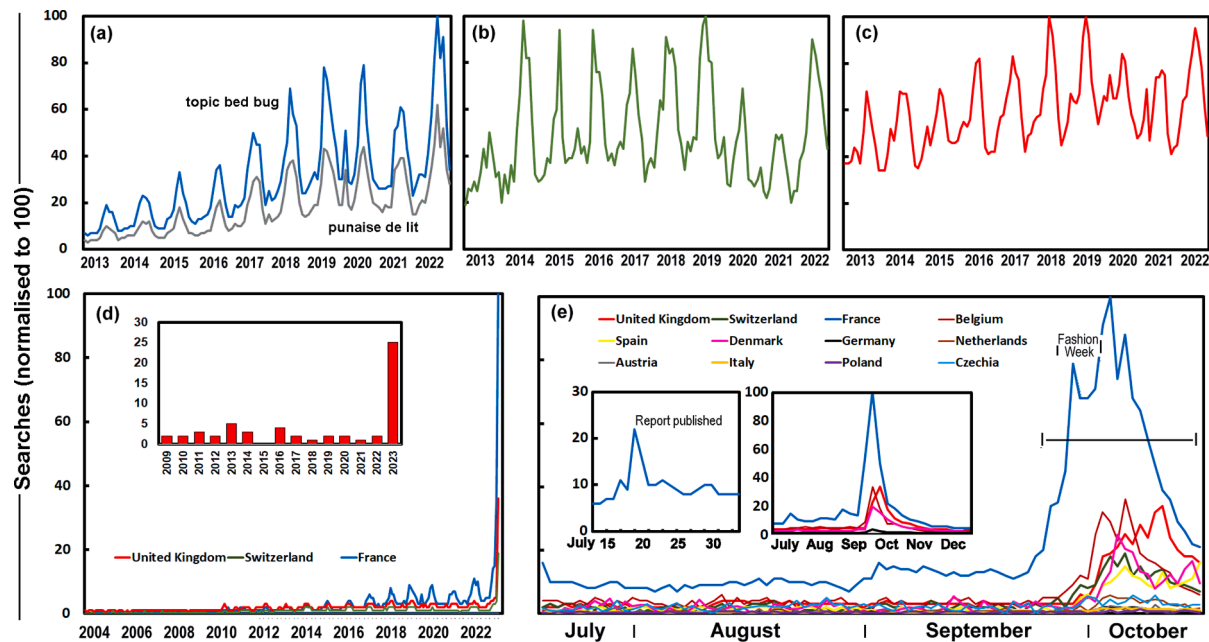 Searches (normalised to 100)
(a)
100
80
60
40
20
0
topic bed bug
punaise de lit
2013 2014 2015 2016 2017 2018 2019 2020 2021 2022
(b)
2013 2014 2015 2016 2017 2018 2019 2020 2021 2022
(c)
2013 2014 2015 2016 2017 2018 2019 2020 2021 2022
(d)
100
80
60
40
20
0
30
25
20
15
10
5
0
2009 2010 2011 2012 2013 2014 2015 2016 2017 2018 2019 2020 2021 2022 2023
United Kingdom Switzerland France
2004 2006 2008 2010 2012 2014 2016 2018 2020 2022
(e)
United Kingdom Switzerland France Belgium
Spain Denmark Germany Netherlands
Austria Italy Poland Czechia
Fashion
Week
30
20
10
0
Report published
July 15 20 25 30
100
80
60
40
20
0
July Aug Sep Oct Nov Dec
July August September October